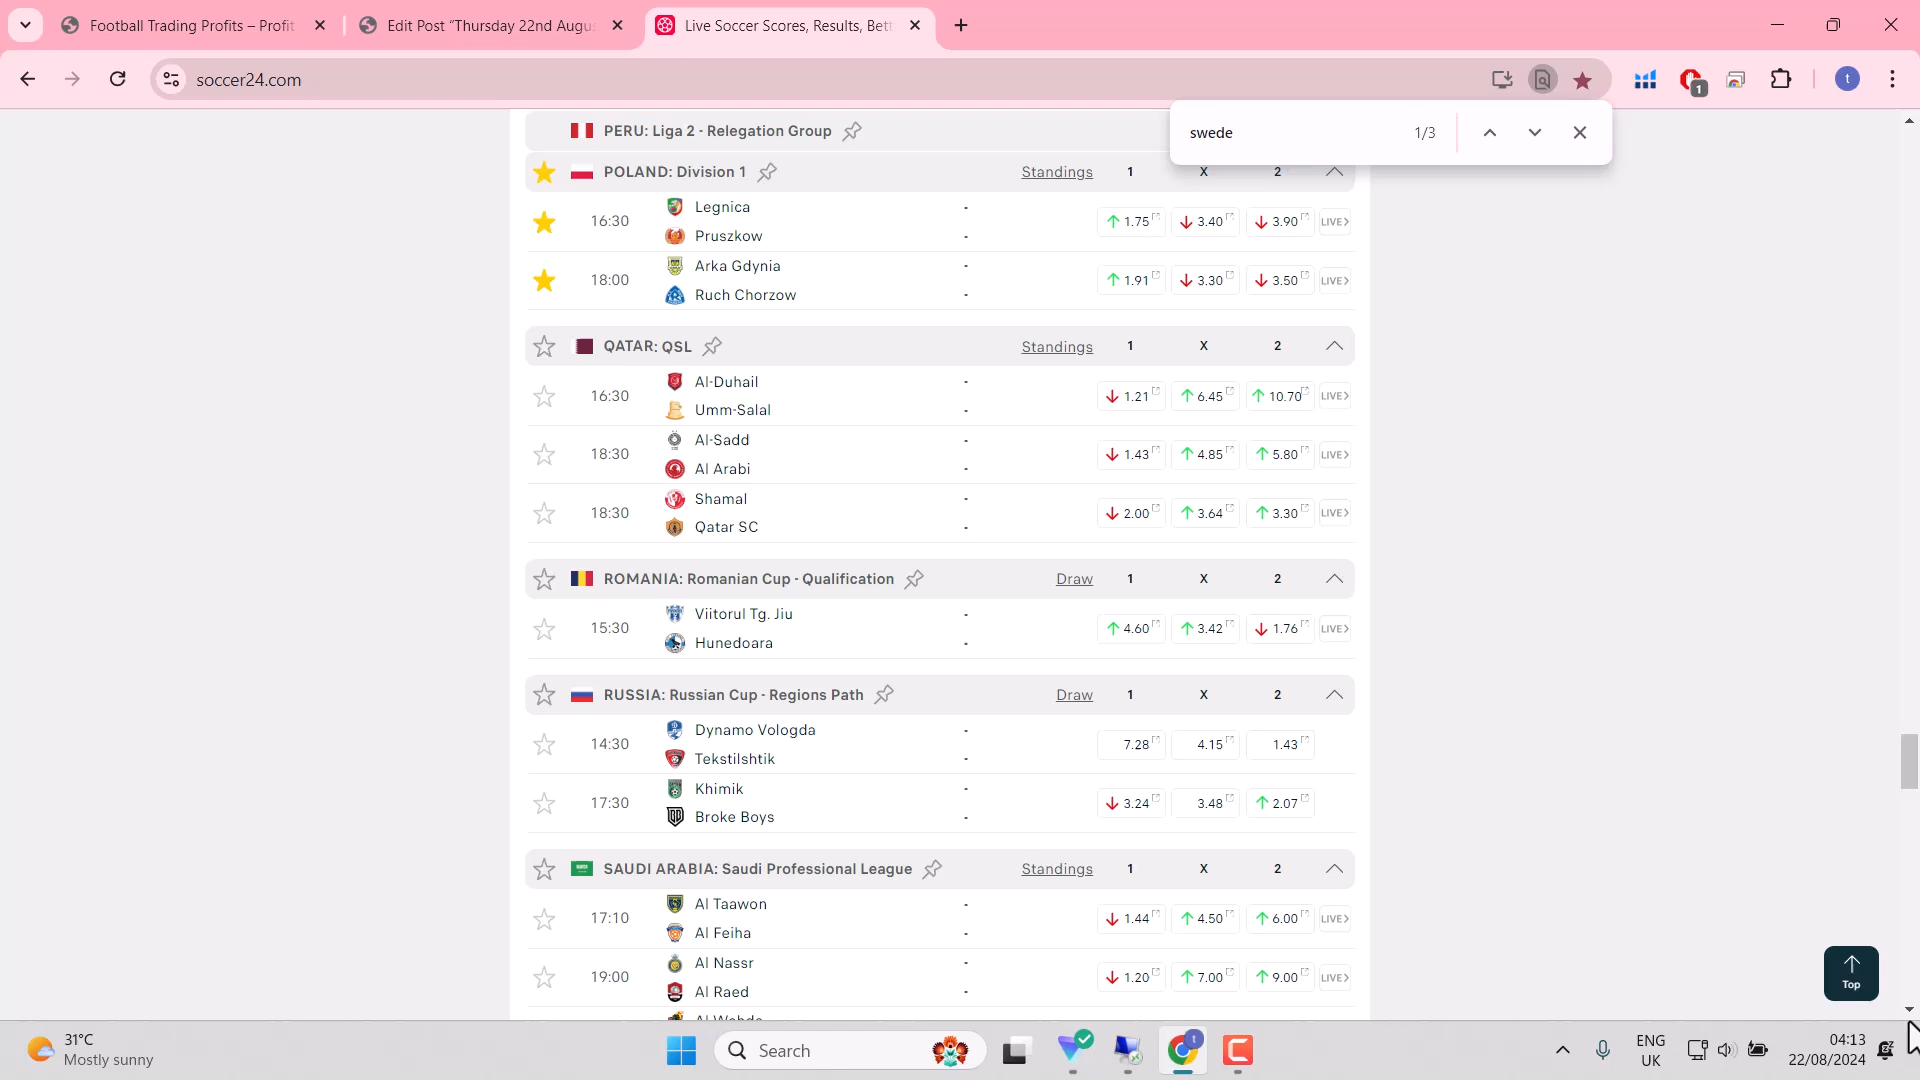 Football Trading Profits – Profit
Edit Post “Thursday 22nd Augu
Live Soccer Scores, Results, Bett
soccer24.com
1
t
swede 1/3
PERU: Liga 2 - Relegation Group
POLAND: Division 1 Standings 1 X 2
16:30 Legnica - 1.75 3.40 3.90 LIVE>
Pruszkow -
18:00 Arka Gdynia - 1.91 3.30 3.50 LIVE>
Ruch Chorzow -
QATAR: QSL Standings 1 X 2
16:30 Al-Duhail - 1.21 6.45 10.70 LIVE>
Umm-Salal -
18:30 Al-Sadd - 1.43 4.85 5.80 LIVE>
Al Arabi -
18:30 Shamal - 2.00 3.64 3.30 LIVE>
Qatar SC -
ROMANIA: Romanian Cup - Qualification Draw 1 X 2
15:30 Viitorul Tg. Jiu - 4.60 3.42 1.76 LIVE>
Hunedoara -
RUSSIA: Russian Cup - Regions Path Draw 1 X 2
14:30 Dynamo Vologda - 7.28 4.15 1.43
Tekstilshtik -
17:30 Khimik - 3.24 3.48 2.07
Broke Boys -
SAUDI ARABIA: Saudi Professional League Standings 1 X 2
17:10 Al Taawon - 1.44 4.50 6.00 LIVE>
Al Feiha -
19:00 Al Nassr - 1.20 7.00 9.00 LIVE>
Al Raed -
Al Wehda
Top
31°C
Mostly sunny
Search
t
ENG
UK
04:13
22/08/2024